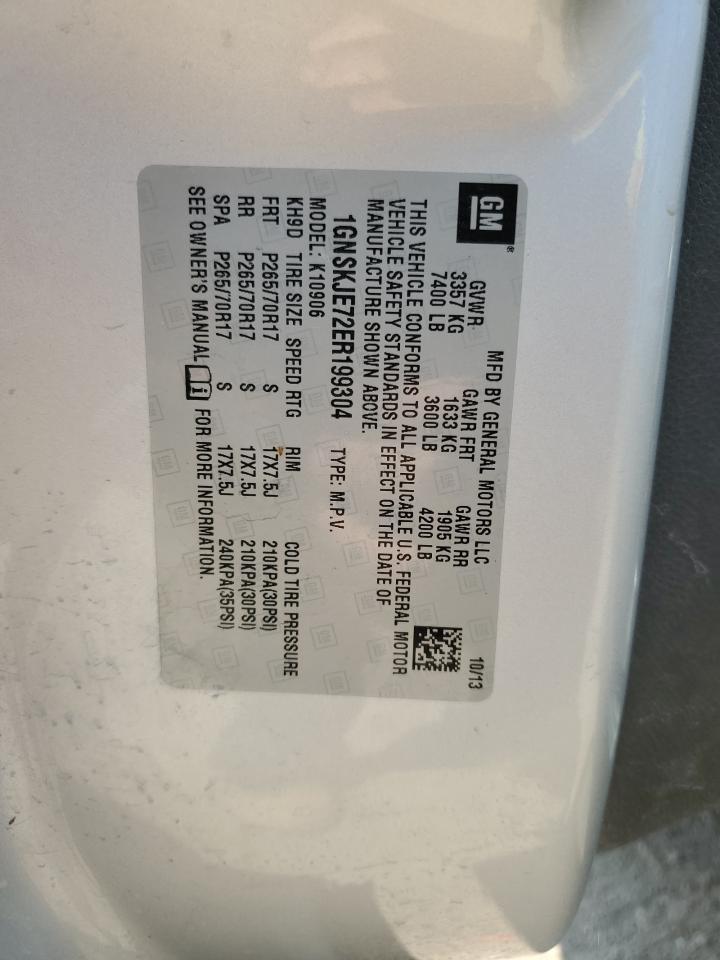 GM®
MFD BY GENERAL MOTORS LLC 10/13
GVWR GAWR FRT GAWR RR
3357 KG 1633 KG 1905 KG
7400 LB 3600 LB 4200 LB
THIS VEHICLE CONFORMS TO ALL APPLICABLE U.S. FEDERAL MOTOR
VEHICLE SAFETY STANDARDS IN EFFECT ON THE DATE OF
MANUFACTURE SHOWN ABOVE.
1GNSKJE72ER199304 TYPE: M.P.V.
MODEL: K10906
KH9D TIRE SIZE SPEED RTG RIM COLD TIRE PRESSURE
FRT P265/70R17 S 17X7.5J 210KPA(30PSI)
RR P265/70R17 S 17X7.5J 210KPA(30PSI)
SPA P265/70R17 S 17X7.5J 240KPA(35PSI)
SEE OWNER'S MANUAL i FOR MORE INFORMATION.